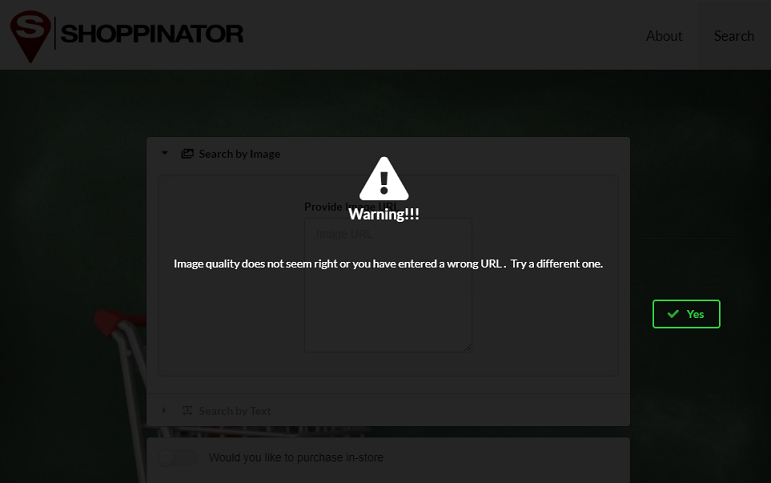 S SHOPPINATOR
About
Search
Search by Image
Provide Image URL
Warning!!!
Image URL
Image quality does not seem right or you have entered a wrong URL. Try a different one.
Yes
Search by Text
Would you like to purchase in-store